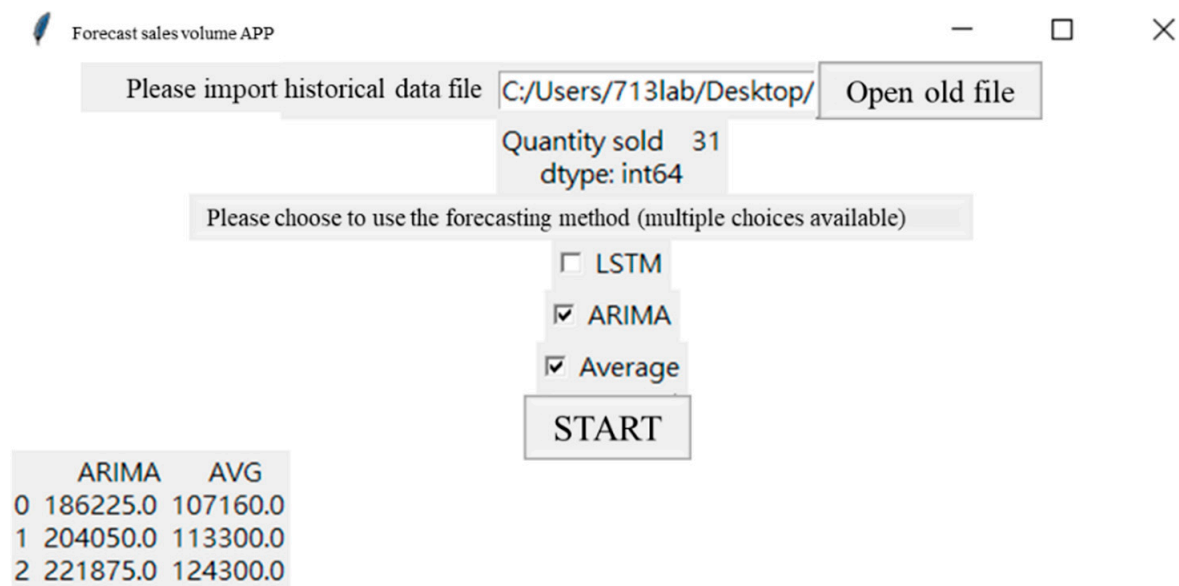 Forecast sales volume APP
Please import historical data file C:/Users/713lab/Desktop/ Open old file
Quantity sold 31
dtype: int64
Please choose to use the forecasting method (multiple choices available)
LSTM
ARIMA
Average
START
ARIMA AVG
0 186225.0 107160.0
1 204050.0 113300.0
2 221875.0 124300.0